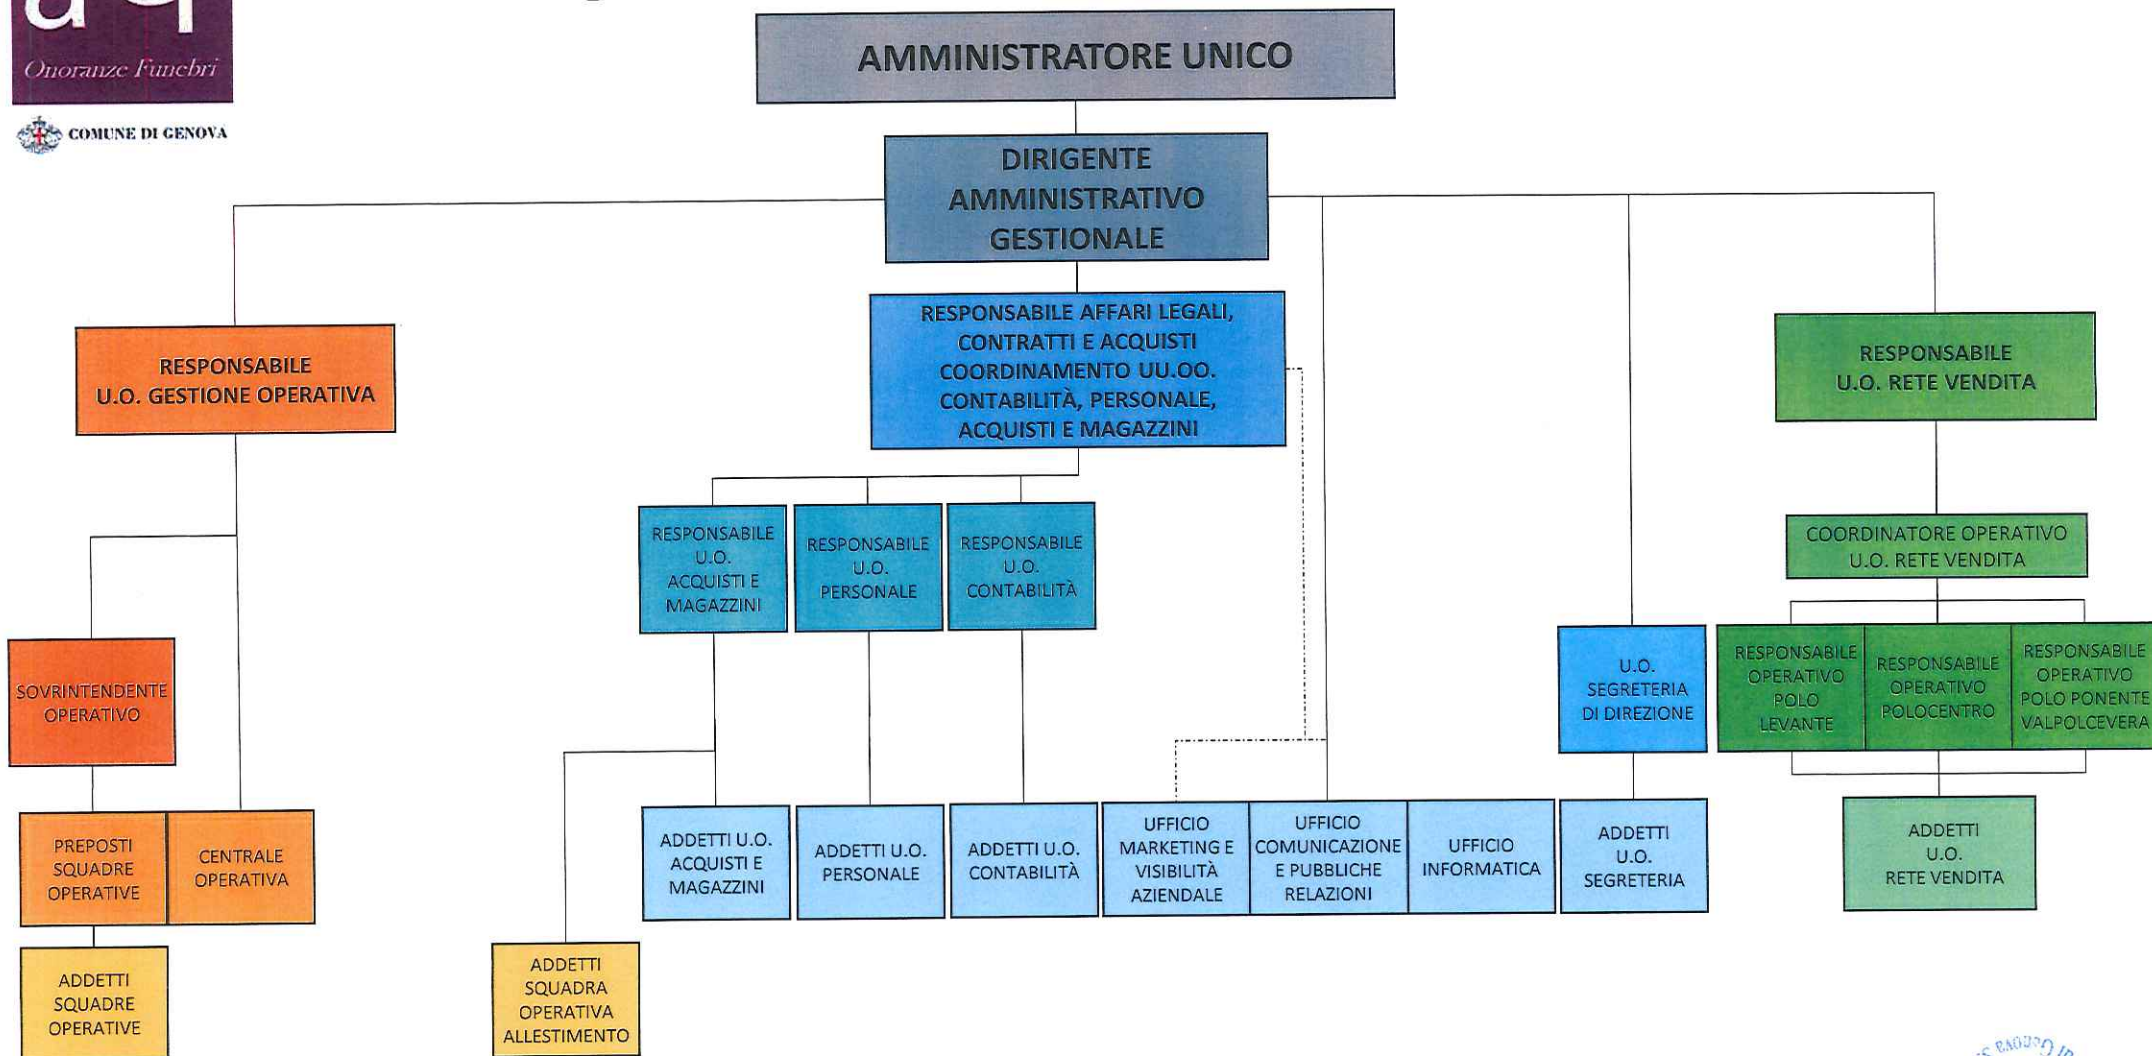 Onoranze Funebri
COMUNE DI GENOVA
AMMINISTRATORE UNICO
DIRIGENTE
AMMINISTRATIVO
GESTIONALE
RESPONSABILE AFFARI LEGALI,
CONTRATTI E ACQUISTI
COORDINAMENTO UU.OO.
CONTABILITÀ, PERSONALE,
ACQUISTI E MAGAZZINI
RESPONSABILE
U.O. GESTIONE OPERATIVA
RESPONSABILE
U.O. RETE VENDITA
RESPONSABILE
U.O.
ACQUISTI E
MAGAZZINI
RESPONSABILE
U.O.
PERSONALE
RESPONSABILE
U.O.
CONTABILITÀ
COORDINATORE OPERATIVO
U.O. RETE VENDITA
SOVRINTENDENTE
OPERATIVO
U.O.
SEGRETERIA
DI DIREZIONE
RESPONSABILE
OPERATIVO
POLO
LEVANTE
RESPONSABILE
OPERATIVO
POLOCENTRO
RESPONSABILE
OPERATIVO
POLO PONENTE
VALPOLCEVERA
PREPOSTI
SQUADRE
OPERATIVE
CENTRALE
OPERATIVA
ADDETTI U.O.
ACQUISTI E
MAGAZZINI
ADDETTI U.O.
PERSONALE
ADDETTI U.O.
CONTABILITÀ
UFFICIO
MARKETING E
VISIBILITÀ
AZIENDALE
UFFICIO
COMUNICAZIONE
E PUBBLICHE
RELAZIONI
UFFICIO
INFORMATICA
ADDETTI
U.O.
SEGRETERIA
ADDETTI
U.O.
RETE VENDITA
ADDETTI
SQUADRE
OPERATIVE
ADDETTI
SQUADRA
OPERATIVA
ALLESTIMENTO